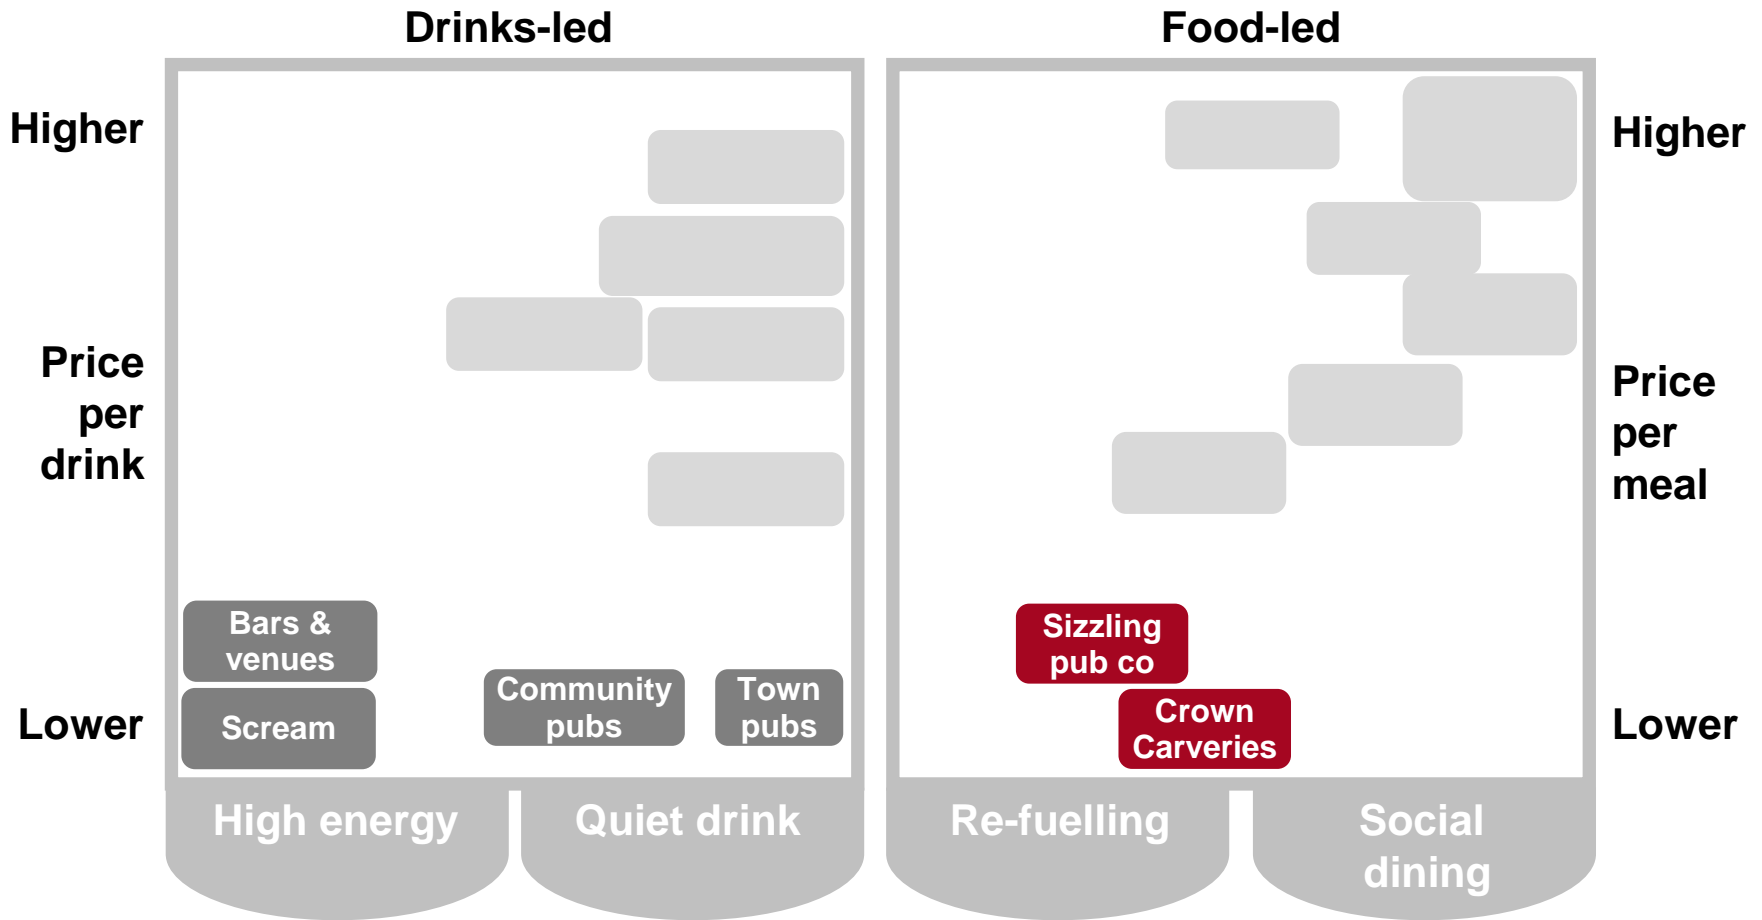 Drinks-led
Food-led
Higher
Higher
Price
per
drink
Price
per
meal
Bars &
venues
Scream
Community
pubs
Town
pubs
Sizzling
pub co
Crown
Carveries
Lower
Lower
High energy
Quiet drink
Re-fuelling
Social
dining